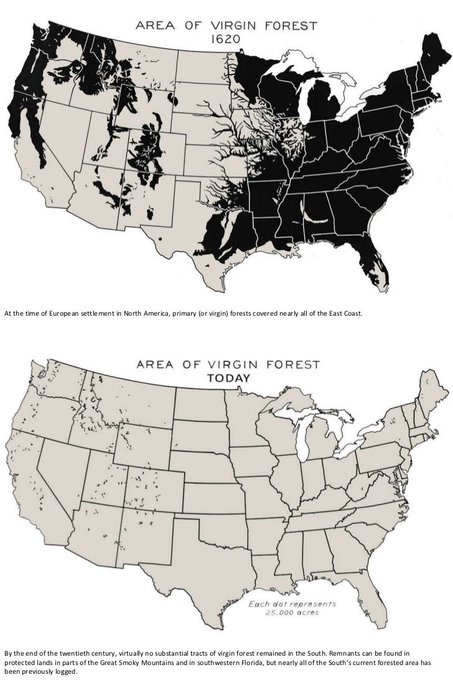 AREA OF VIRGIN FOREST
1620
At the time of European settlement in North America, primary (or virgin) forests covered nearly all of the East Coast.
AREA OF VIRGIN FOREST
TODAY
Each dot represents
25,000 acres
By the end of the twentieth century, virtually no substantial tracts of virgin forest remained in the South. Remnants can be found in
protected lands in parts of the Great Smoky Mountains and in southwestern Florida, but nearly all of the South's current forested area has
been previously logged.